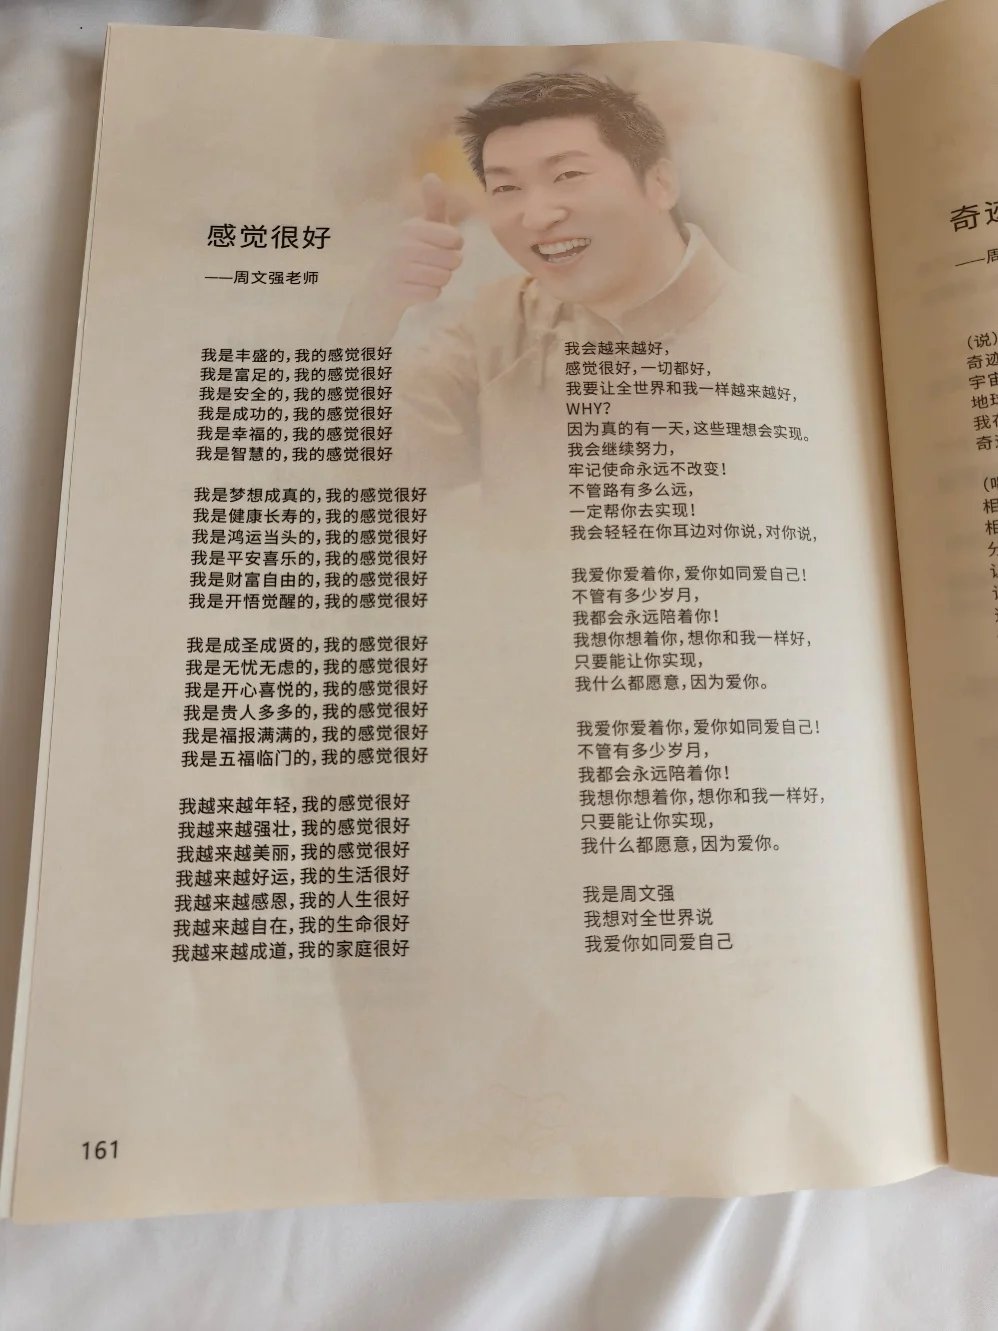 感觉很好
——周文强老师
我是丰盛的，我的感觉很好
我是富足的，我的感觉很好
我是安全的，我的感觉很好
我是成功的，我的感觉很好
我是幸福的，我的感觉很好
我是智慧的，我的感觉很好
我是梦想成真的，我的感觉很好
我是健康长寿的，我的感觉很好
我是鸿运当头的，我的感觉很好
我是平安喜乐的，我的感觉很好
我是财富自由的，我的感觉很好
我是开悟觉醒的，我的感觉很好
我是成圣成贤的，我的感觉很好
我是无忧无虑的，我的感觉很好
我是开心喜悦的，我的感觉很好
我是贵人多多的，我的感觉很好
我是福报满满的，我的感觉很好
我是五福临门的，我的感觉很好
我越来越年轻，我的感觉很好
我越来越强壮，我的感觉很好
我越来越美丽，我的感觉很好
我越来越好运，我的生活很好
我越来越感恩，我的人生很好
我越来越自在，我的生命很好
我越来越成道，我的家庭很好
我会越来越好，
感觉很好，一切都好，
我要让全世界和我一样越来越好，
WHY？
因为真的有一天，这些理想会实现。
我会继续努力，
牢记使命永远不改变！
不管路有多么远，
一定帮你去实现！
我会轻轻在你耳边对你说，对你说，
我爱你爱着你，爱你如同爱自己！
不管有多少岁月，
我都会永远陪着你！
我想你想着你，想你和我一样好，
只要能让你实现，
我什么都愿意，因为爱你。
我爱你爱着你，爱你如同爱自己！
不管有多少岁月，
我都会永远陪着你！
我想你想着你，想你和我一样好，
只要能让你实现，
我什么都愿意，因为爱你。
我是周文强
我想对全世界说
我爱你如同爱自己
161
奇
（说）
奇迹
宇宙
地球
我在